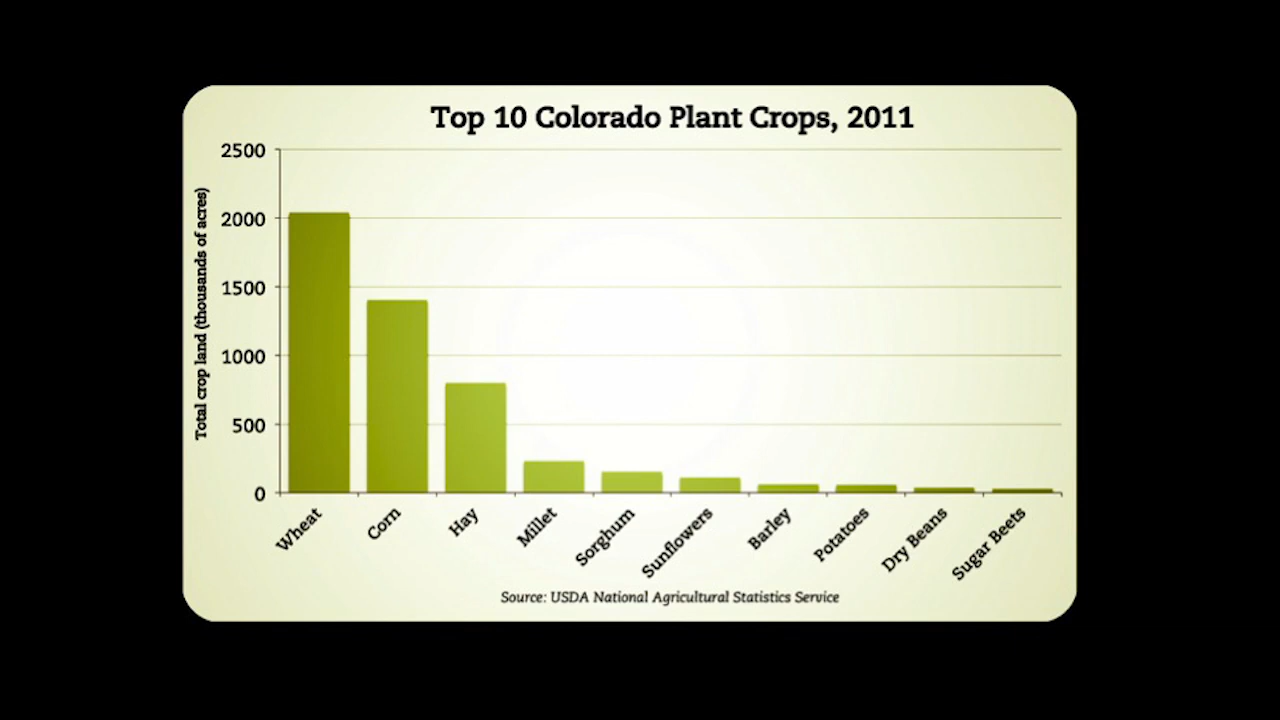 Top 10 Colorado Plant Crops, 2011
Total crop land (thousands of acres)
2500
2000
1500
1000
500
0
Wheat
Corn
Hay
Millet
Sorghum
Sunflowers
Barley
Potatoes
Dry Beans
Sugar Beets
Source: USDA National Agricultural Statistics Service